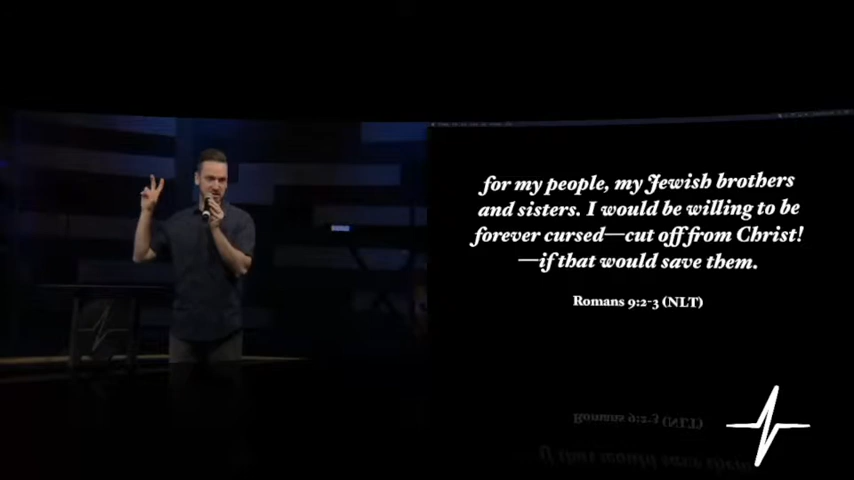 for my people, my Jewish brothers
and sisters. I would be willing to be
forever cursed—cut off from Christ!
—if that would save them.
Romans 9:2-3 (NLT)